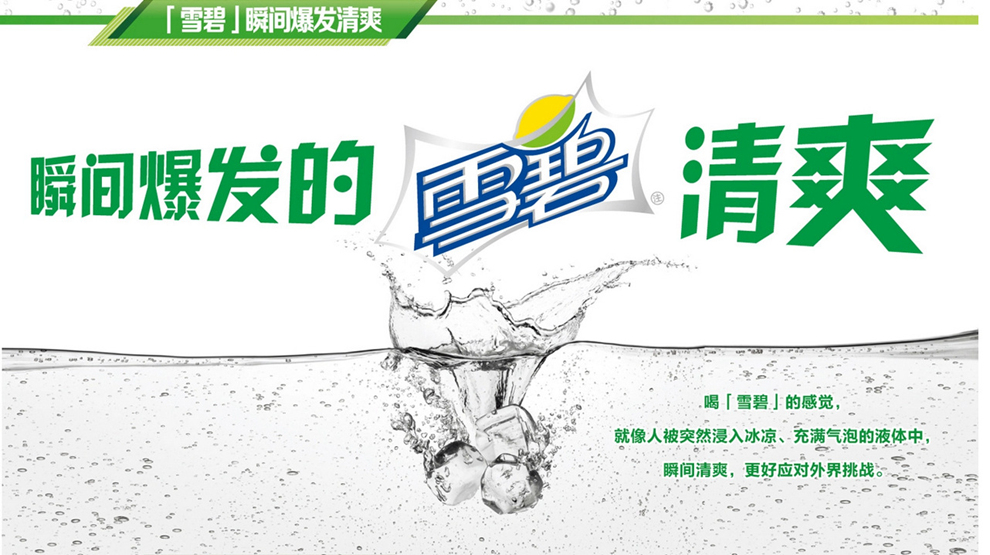 「雪碧」瞬间爆发清爽
瞬间爆发的雪碧清爽
注
喝「雪碧」的感觉，
就像人被突然浸入冰凉、充满气泡的液体中，
瞬间清爽，更好应对外界挑战。